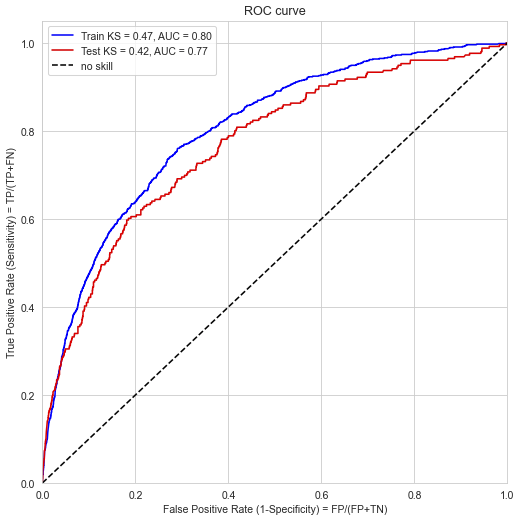 ROC curve
Train KS = 0.47, AUC = 0.80
Test KS = 0.42, AUC = 0.77
no skill
True Positive Rate (Sensitivity) = TP/(TP+FN)
1.0
0.8
0.6
0.4
0.2
0.0
0.0 0.2 0.4 0.6 0.8 1.0
False Positive Rate (1-Specificity) = FP/(FP+TN)